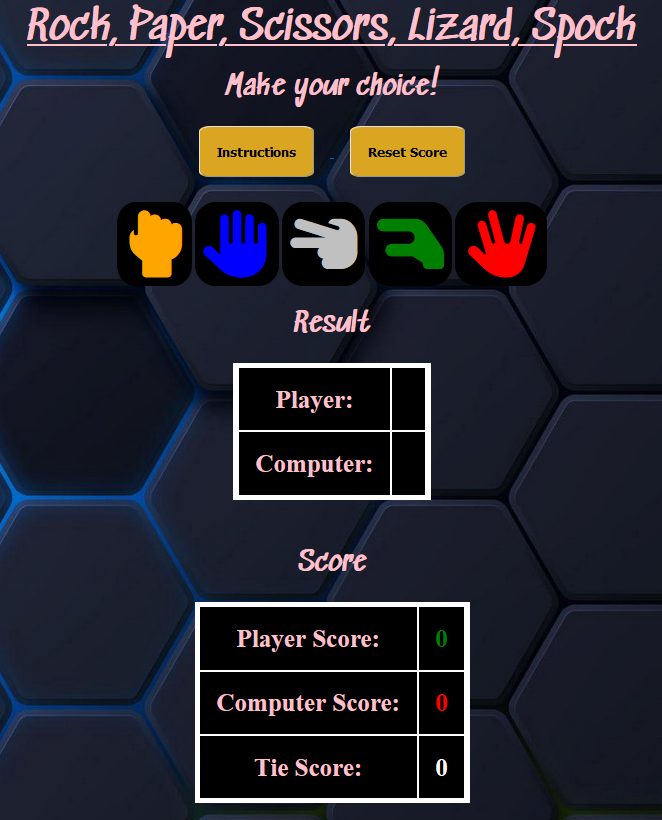 Rock, Paper, Scissors, Lizard, Spock
Make your choice!
Instructions
Reset Score
Result
Player:
Computer:
Score
Player Score: 0
Computer Score: 0
Tie Score: 0